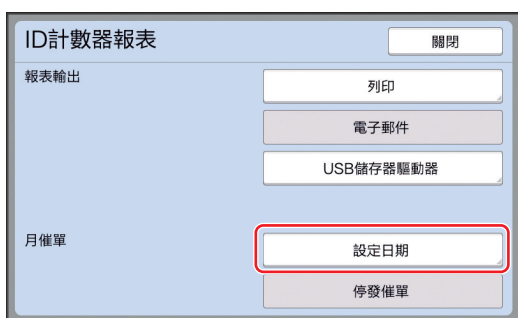 ID計數器報表
關閉
報表輸出
列印
電子郵件
USB儲存器驅動器
月催單
設定日期
停發催單